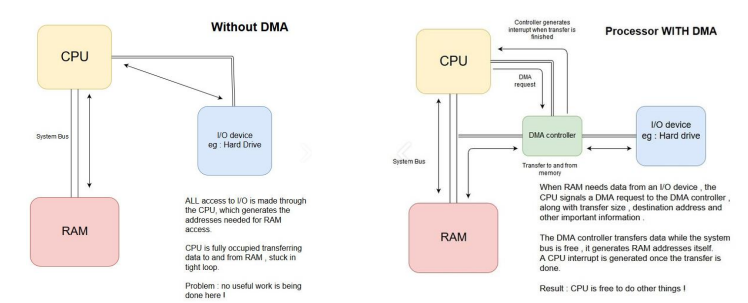 Without DMA
CPU
System Bus
I/O device
eg : Hard Drive
RAM
ALL access to I/O is made through
the CPU, which generates the
addresses needed for RAM
access.
CPU is fully occupied transferring
data to and from RAM , stuck in
tight loop.
Problem : no useful work is being
done here !
Controller generates
interrupt when transfer is
finished
Processor WITH DMA
CPU
DMA
request
DMA controller
I/O device
eg : Hard drive
System Bus
Transfer to and from
memory
RAM
When RAM needs data from an I/O device , the
CPU signals a DMA request to the DMA controller ,
along with transfer size , destination address and
other important information .
The DMA controller transfers data while the system
bus is free , it generates RAM addresses itself.
A CPU interrupt is generated once the transfer is
done.
Result : CPU is free to do other things !